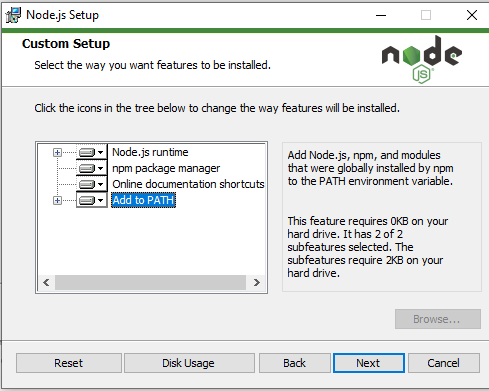 Node.js Setup
Custom Setup
Select the way you want features to be installed.
node
JS
Click the icons in the tree below to change the way features will be installed.
Node.js runtime
npm package manager
Online documentation shortcuts
Add to PATH
Add Node.js, npm, and modules
that were globally installed by npm
to the PATH environment variable.
This feature requires 0KB on your
hard drive. It has 2 of 2
subfeatures selected. The
subfeatures require 2KB on your
hard drive.
Browse...
Reset
Disk Usage
Back
Next
Cancel